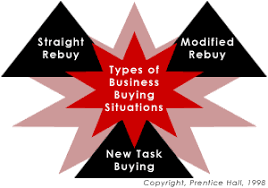 Straight
Rebuy
Modified
Rebuy
Types of
Business
Buying
Situations
New Task
Buying
Copyright, Prentice Hall, 1998